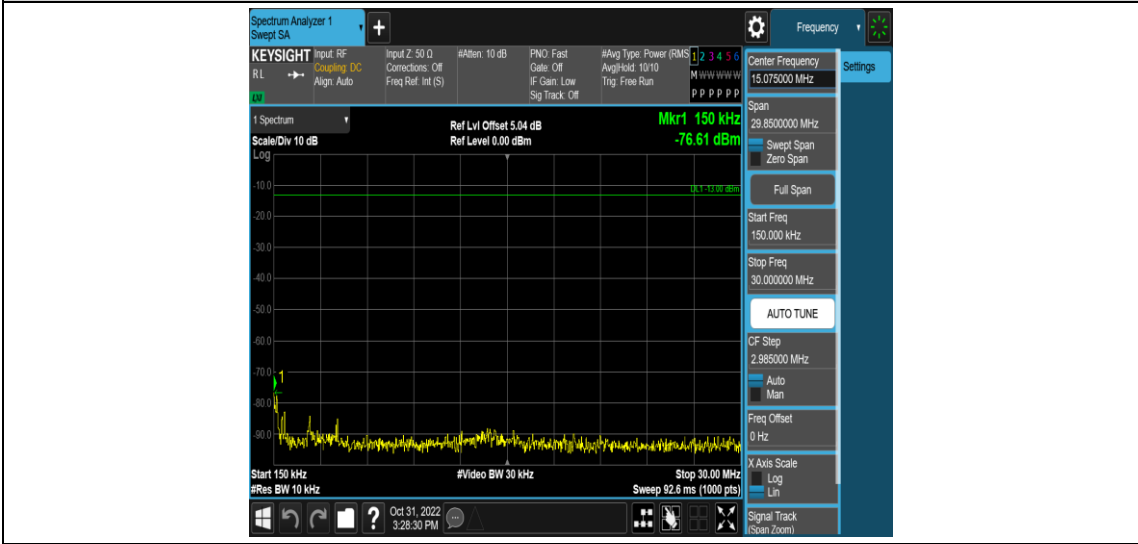 Spectrum Analyzer 1
Swept SA
+
Frequency
KEYSIGHT
RL
Input: RF
Coupling: DC
Align: Auto
Input Z: 50 Ω
Corrections: Off
Freq Ref: Int (S)
#Atten: 10 dB
PNO: Fast
Gate: Off
IF Gain: Low
Sig Track: Off
#Avg Type: Power (RMS
Avg|Hold: 10/10
Trig: Free Run
1 2 3 4 5 6
M W W W W W
P P P P P P
1 Spectrum
Scale/Div 10 dB
Log
Ref Lvl Offset 5.04 dB
Ref Level 0.00 dBm
Mkr1 150 kHz
-76.61 dBm
DL1 -13.00 dBm
-10.0
-20.0
-30.0
-40.0
-50.0
-60.0
-70.0
1
-80.0
-90.0
Start 150 kHz
#Res BW 10 kHz
#Video BW 30 kHz
Stop 30.00 MHz
Sweep 92.6 ms (1000 pts)
?
Oct 31, 2022
3:28:30 PM
Center Frequency
15.075000 MHz
Settings
Span
29.8500000 MHz
Swept Span
Zero Span
Full Span
Start Freq
150.000 kHz
Stop Freq
30.000000 MHz
AUTO TUNE
CF Step
2.985000 MHz
Auto
Man
Freq Offset
0 Hz
X Axis Scale
Log
Lin
Signal Track
(Span Zoom)